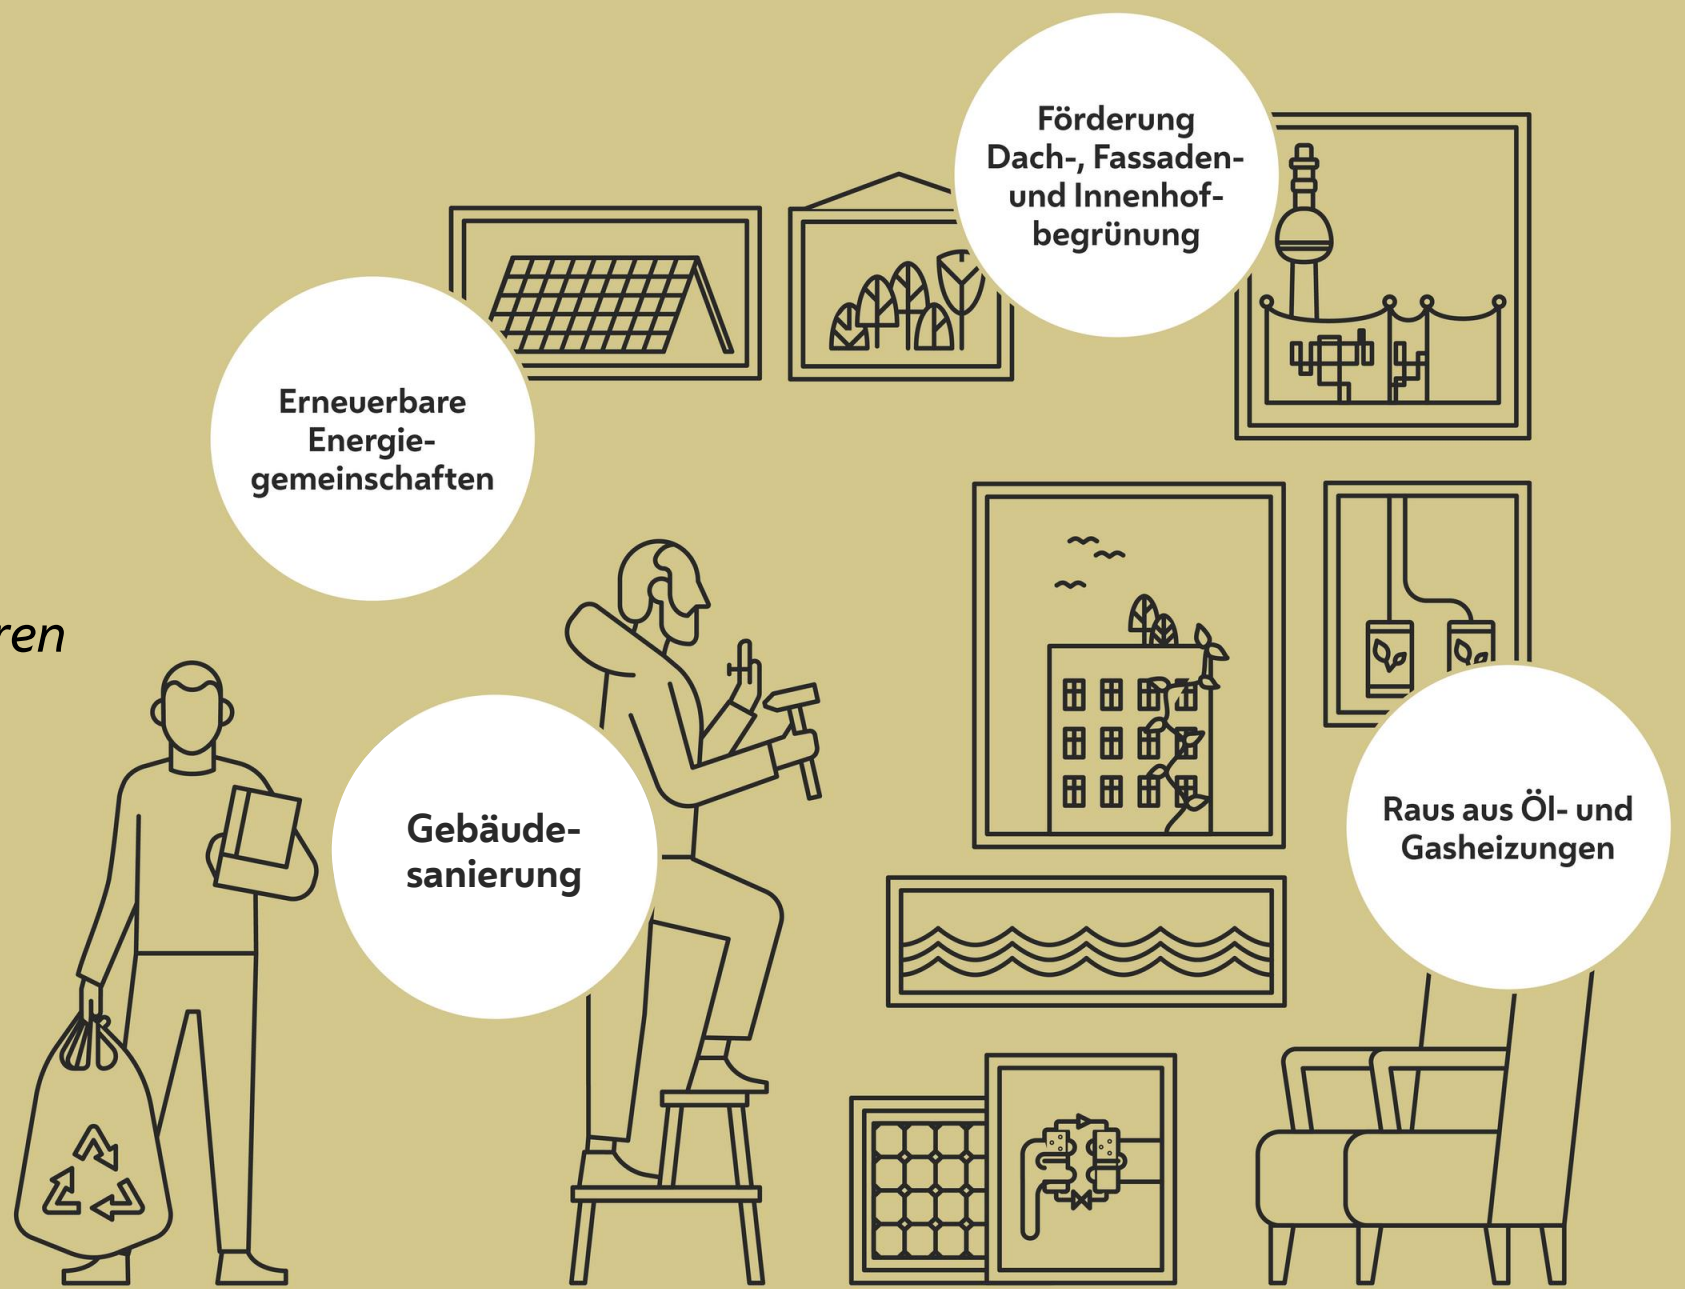 Förderung
Dach-, Fassaden-
und Innenhof-
begrünung
Erneuerbare
Energie-
gemeinschaften
ren
Gebäude-
sanierung
Raus aus Öl- und
Gasheizungen